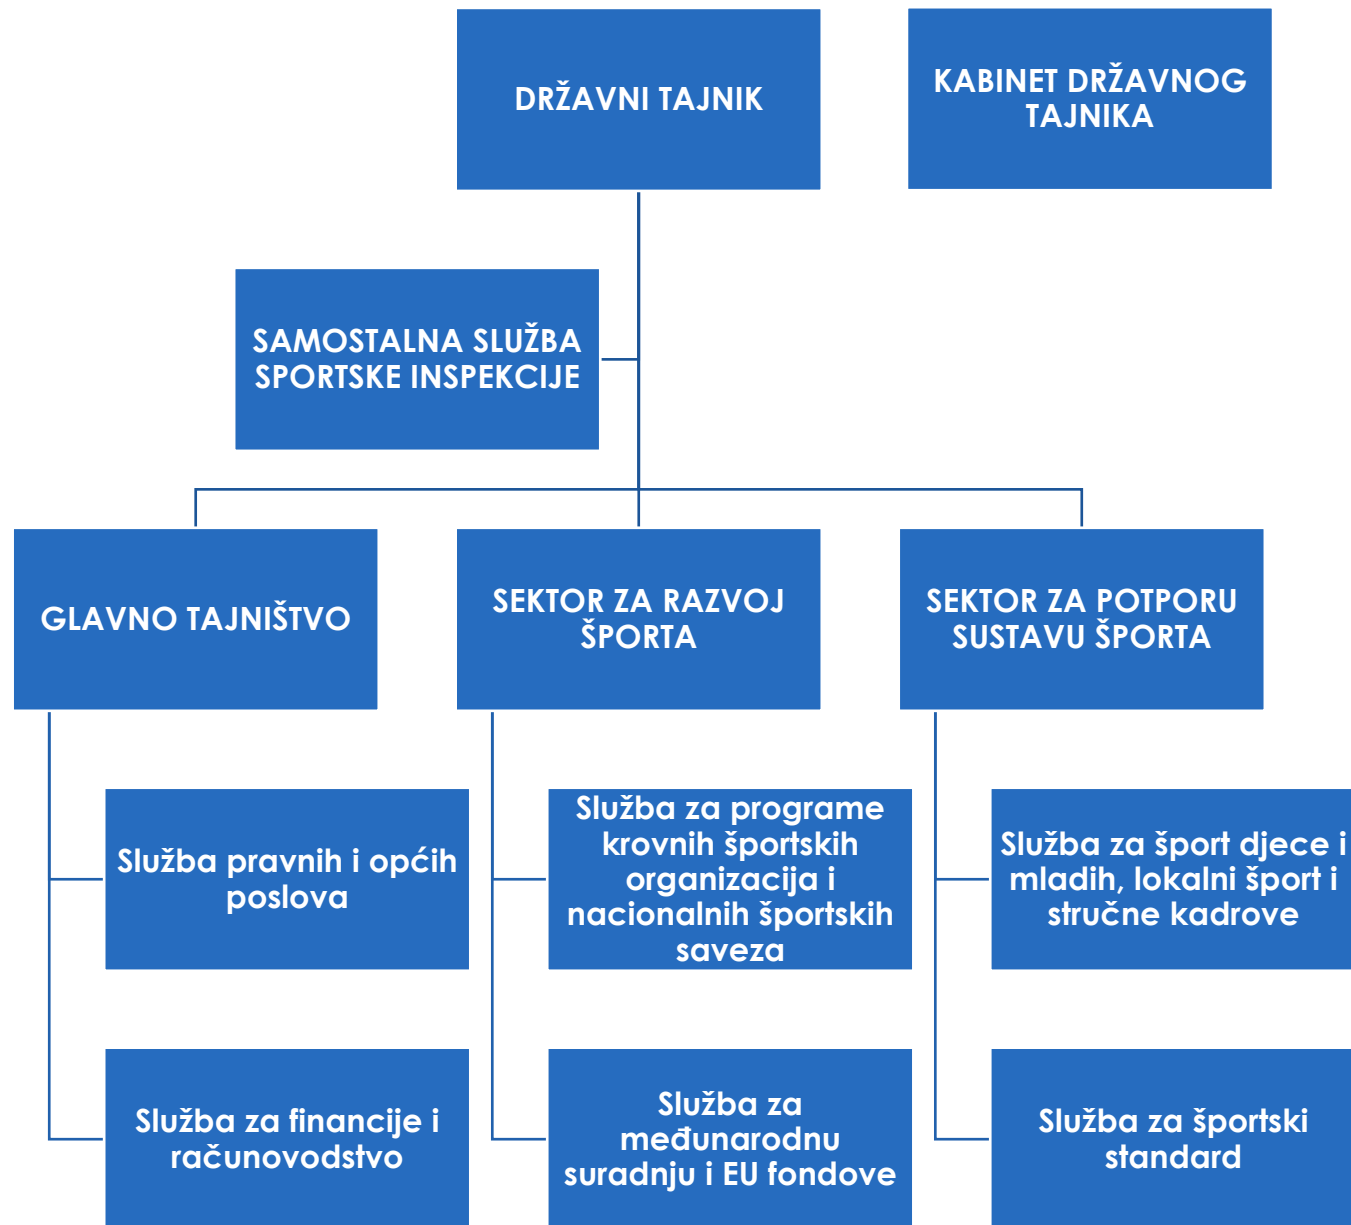 DRŽAVNI TAJNIK
KABINET DRŽAVNOG
TAJNIKA
SAMOSTALNA SLUŽBA
SPORTSKE INSPEKCIJE
GLAVNO TAJNIŠTVO
SEKTOR ZA RAZVOJ
ŠPORTA
SEKTOR ZA POTPORU
SUSTAVU ŠPORTA
Služba pravnih i općih
poslova
Služba za programe
krovnih športskih
organizacija i
nacionalnih športskih
saveza
Služba za šport djece i
mladih, lokalni šport i
stručne kadrove
Služba za financije i
računovodstvo
Služba za
međunarodnu
suradnju i EU fondove
Služba za športski
standard